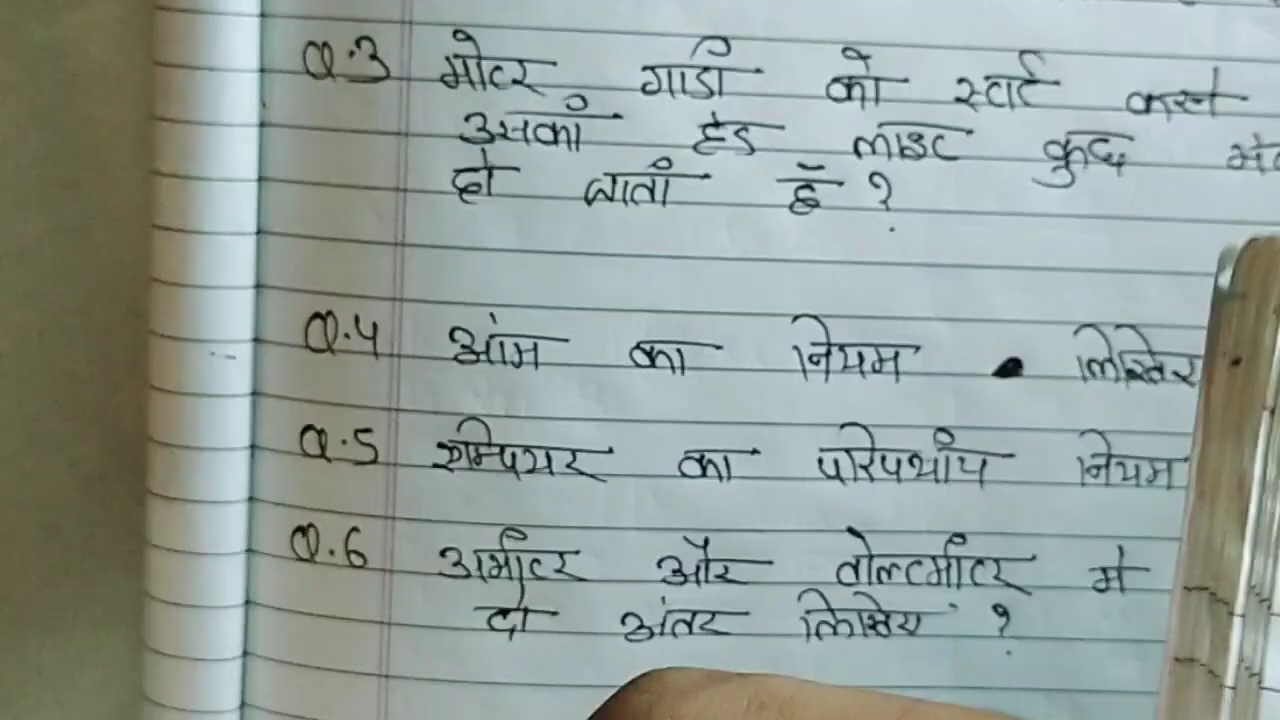 Q.3 मोटर गाडी को स्टार्ट करने
उसकी हेड लाइट कुछ
हो जाती हैं ?
Q.4 ओम का नियम लिखिए
Q.5 एम्पियर का परिपथीय नियम
Q.6 अमीटर और वोल्टमीटर में
दो अंतर लिखिए ?